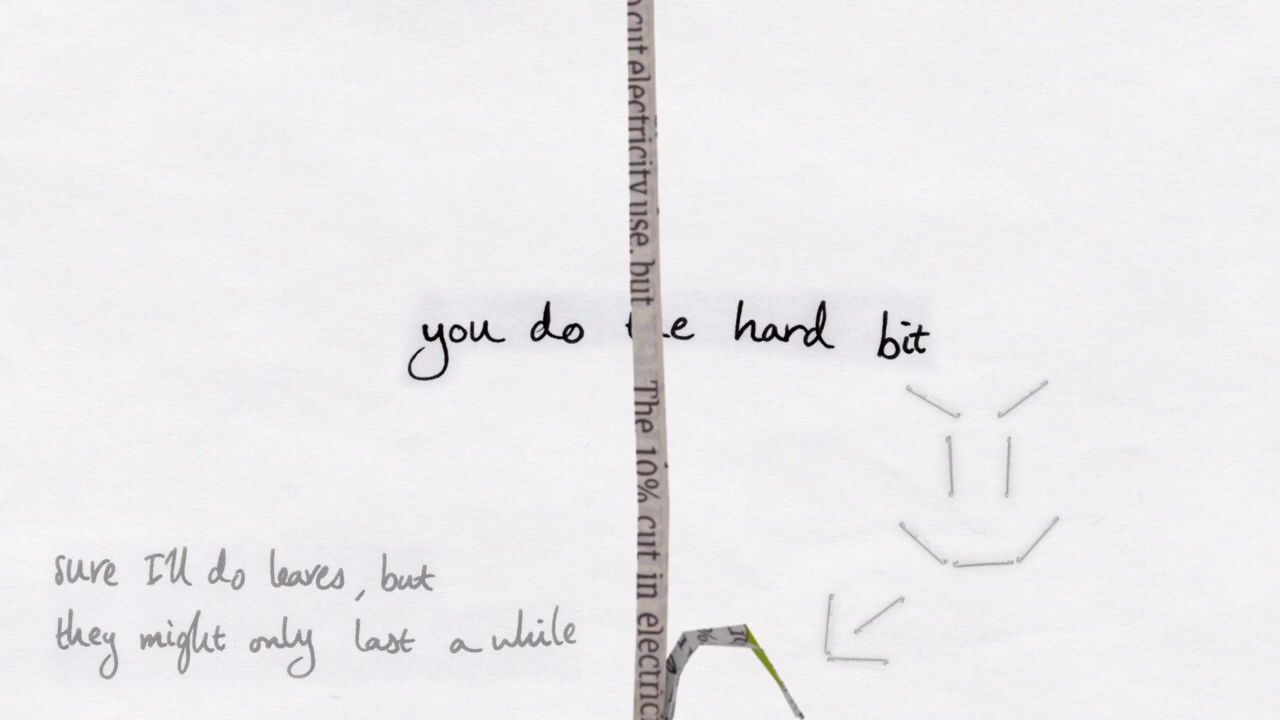 cut electricity use. but The 10% cut in electric
you do the hard bit
sure I'll do leaves, but
they might only last a while
%